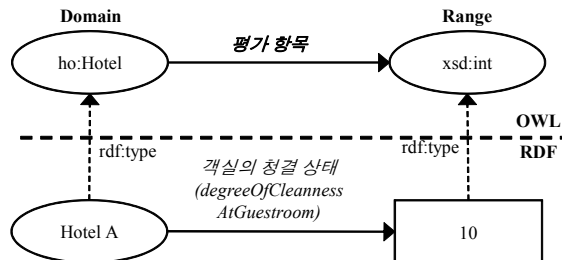 Domain
Range
ho:Hotel
평가 항목
xsd:int
OWL
rdf:type
rdf:type
RDF
객실의 청결 상태
(degreeOfCleanness
AtGuestroom)
Hotel A
10